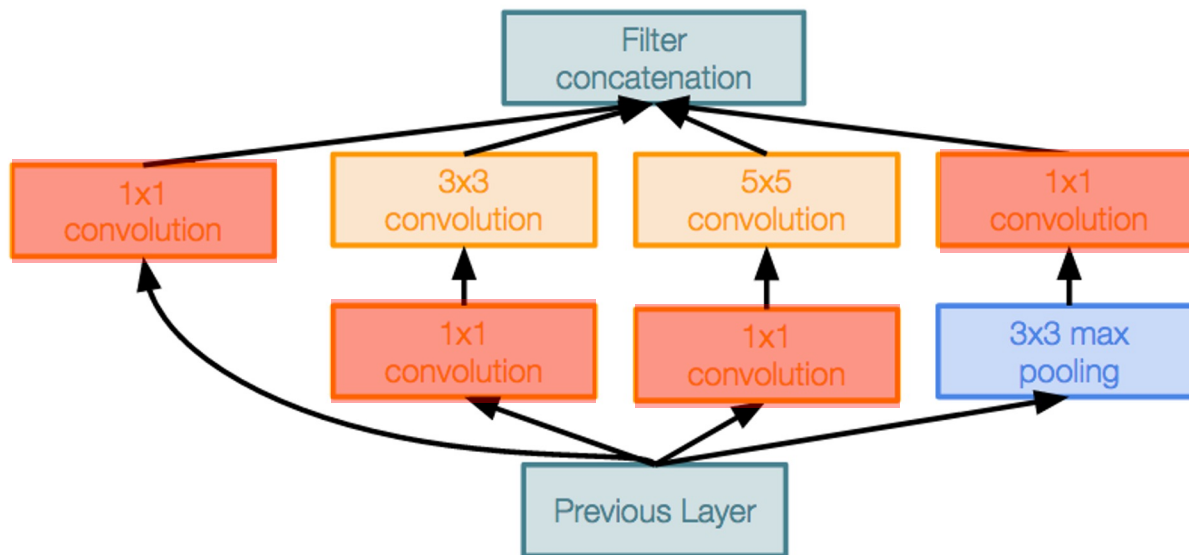 Filter
concatenation
1x1
convolution
3x3
convolution
5x5
convolution
1x1
convolution
1x1
convolution
1x1
convolution
3x3 max
pooling
Previous Layer